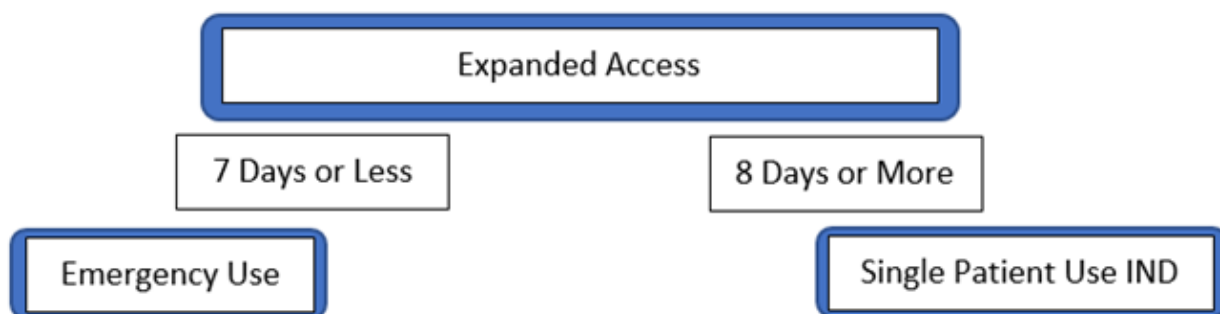 Expanded Access
7 Days or Less
8 Days or More
Emergency Use
Single Patient Use IND